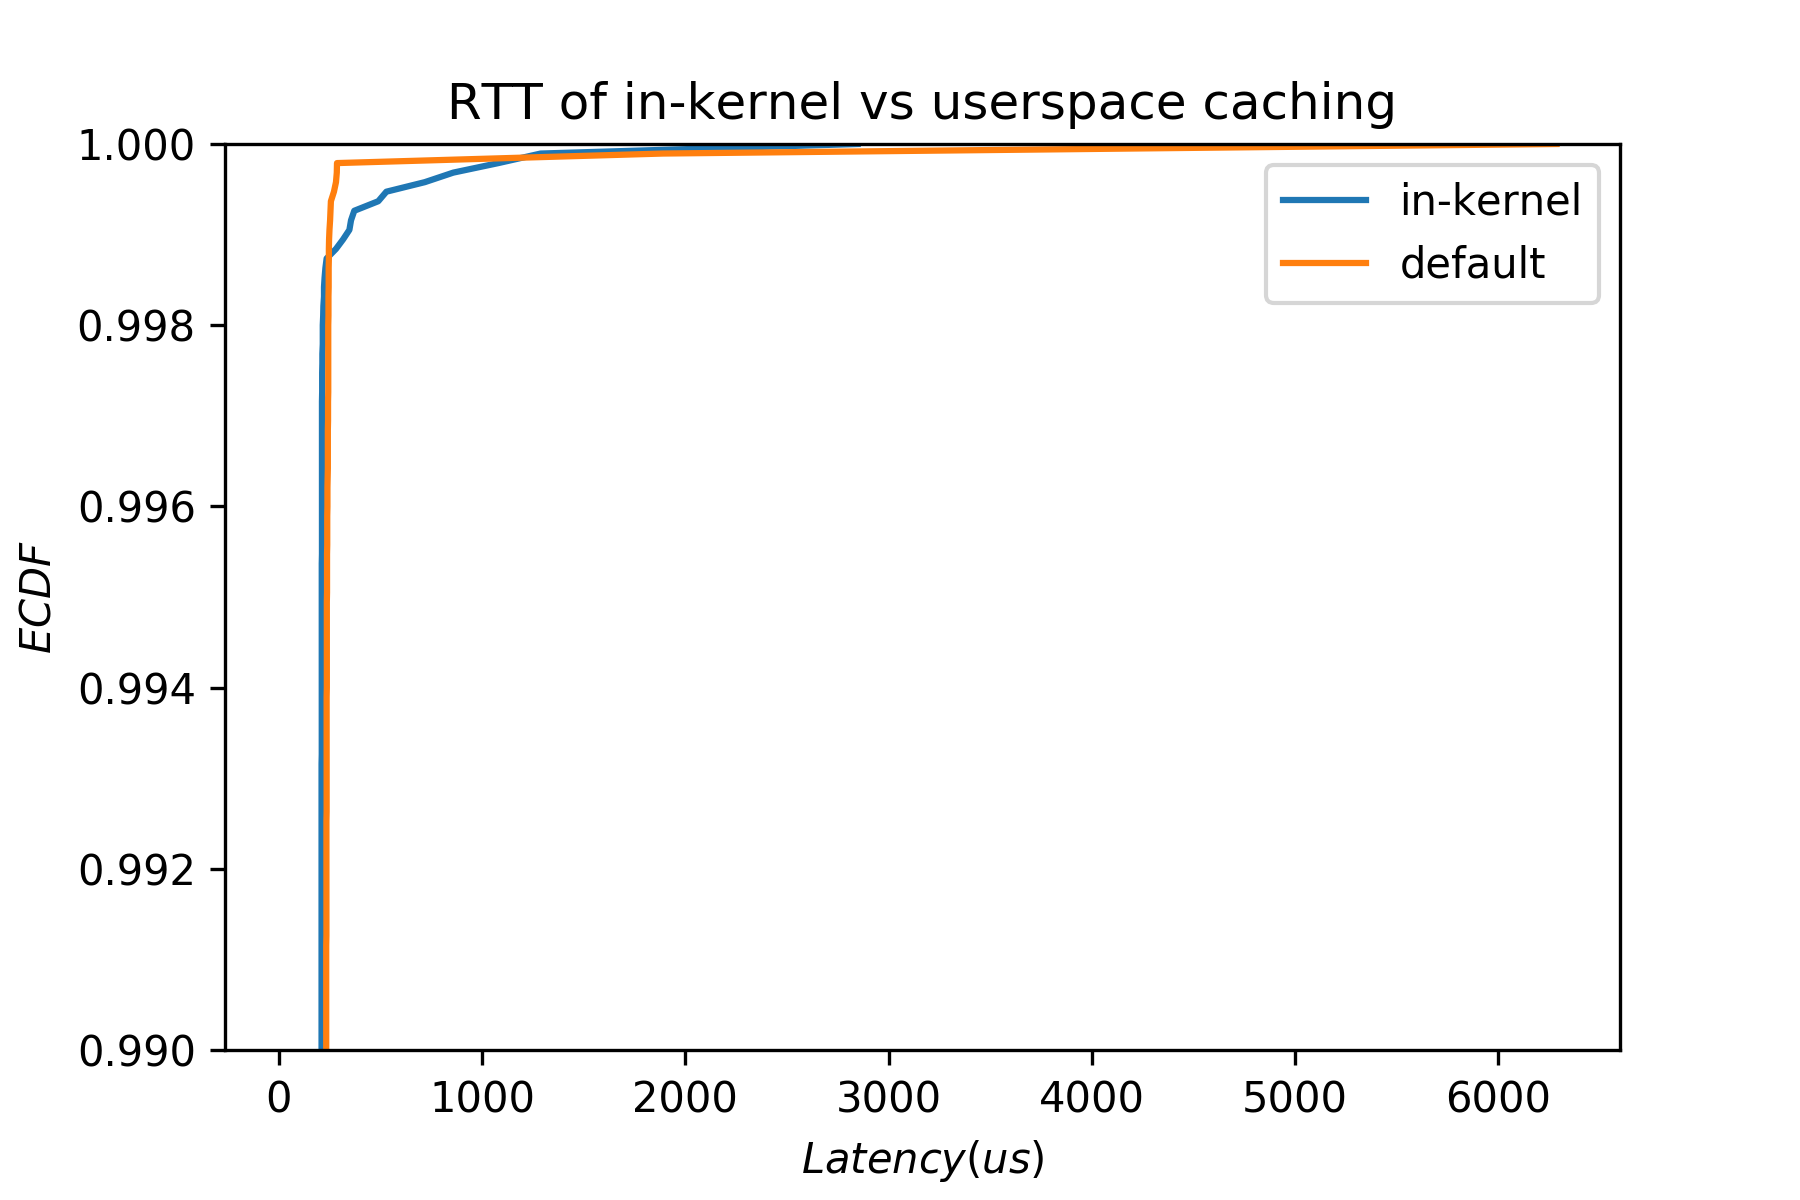 RTT of in-kernel vs userspace caching
1.000
0.998
0.996
0.994
0.992
0.990
ECDF
in-kernel
default
0 1000 2000 3000 4000 5000 6000
Latency(us)